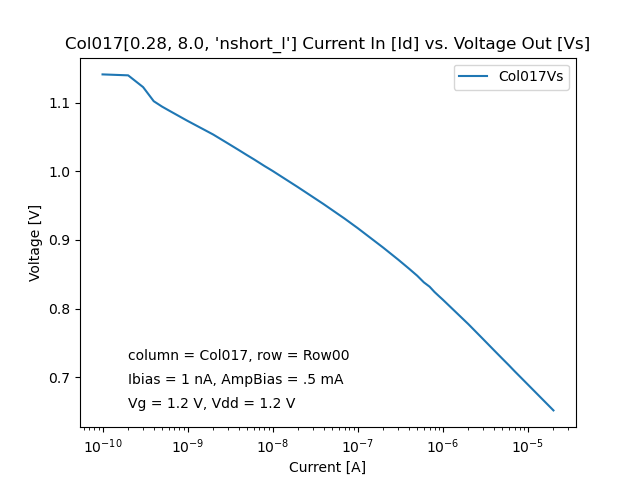 Col017[0.28, 8.0, 'nshort_l'] Current In [Id] vs. Voltage Out [Vs]
Col017Vs
1.1
1.0
0.9
0.8
0.7
Voltage [V]
column = Col017, row = Row00
Ibias = 1 nA, AmpBias = .5 mA
Vg = 1.2 V, Vdd = 1.2 V
10⁻¹⁰ 10⁻⁹ 10⁻⁸ 10⁻⁷ 10⁻⁶ 10⁻⁵
Current [A]